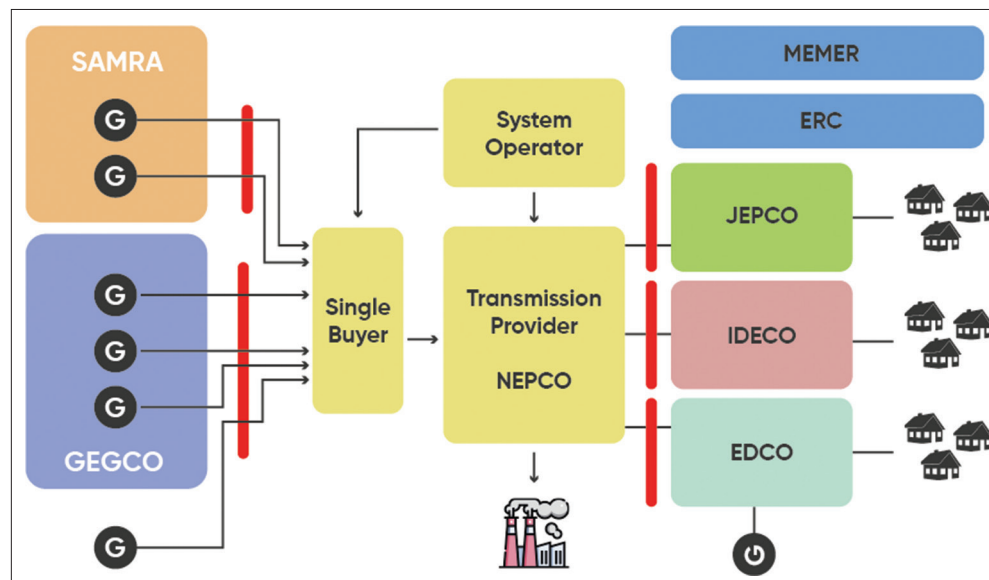 SAMRA
G
G
G
G
G
GEGCO
G
Single
Buyer
System
Operator
Transmission
Provider
NEPCO
MEMER
ERC
JEPCO
IDECO
EDCO
G